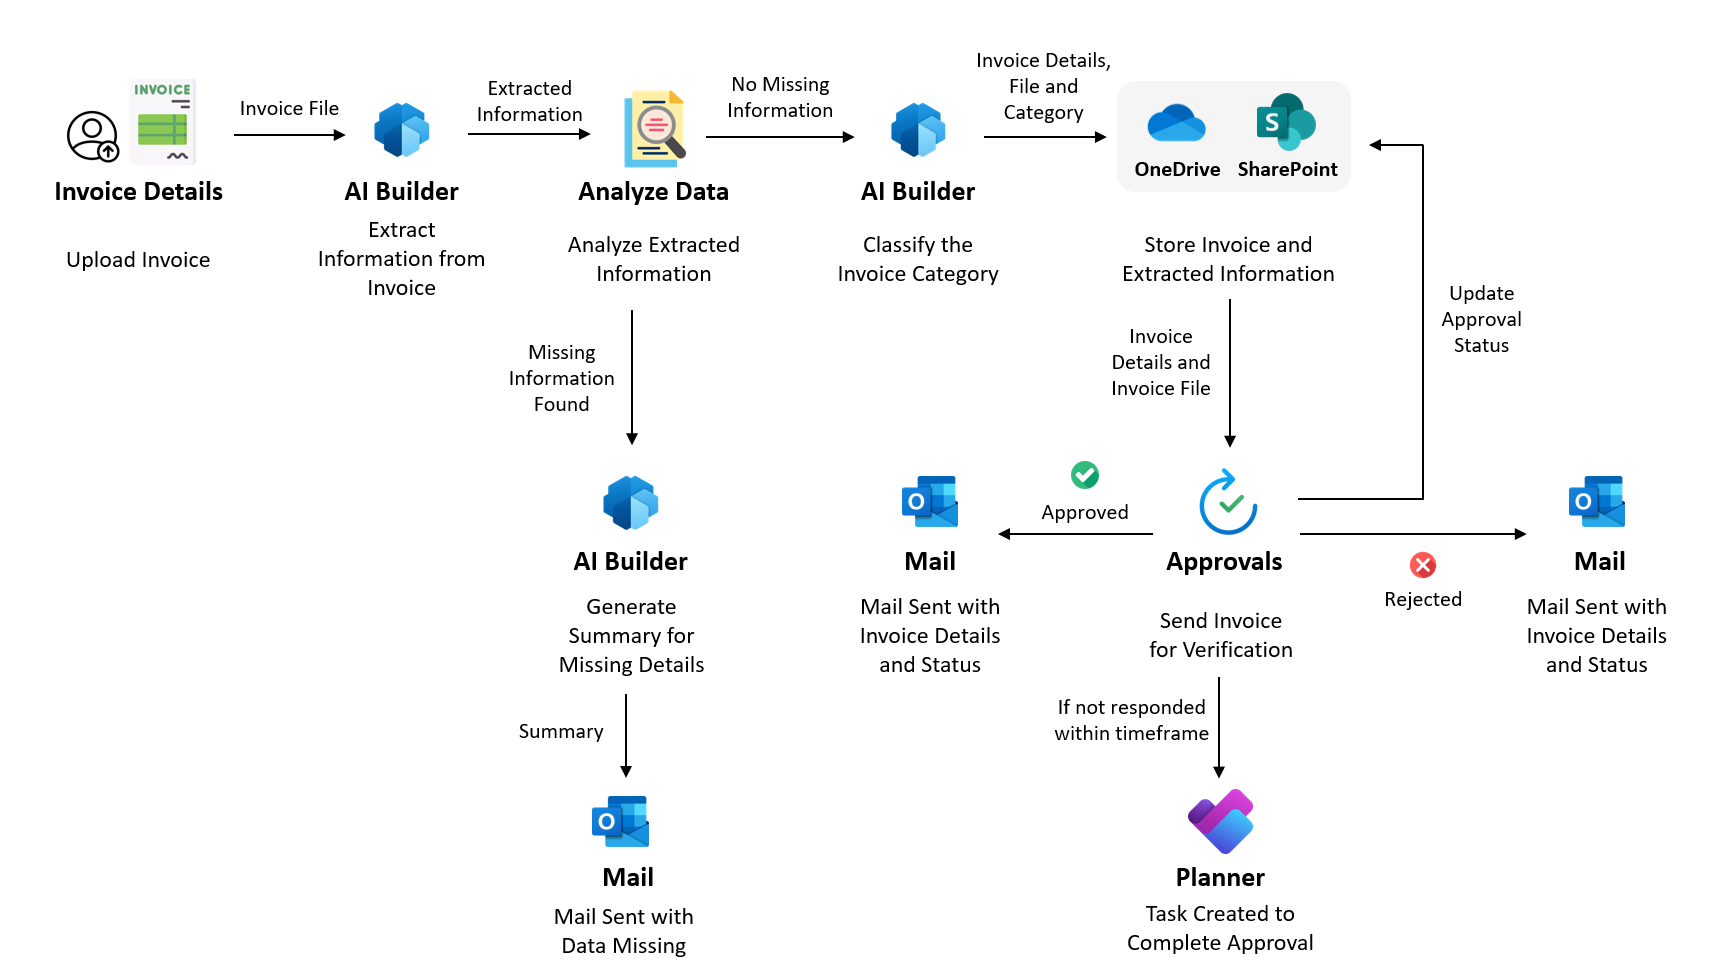 INVOICE
Invoice Details
Upload Invoice
Invoice File
AI Builder
Extract
Information from
Invoice
Extracted
Information
Analyze Data
Analyze Extracted
Information
No Missing
Information
AI Builder
Classify the
Invoice Category
Invoice Details,
File and
Category
S
OneDrive
SharePoint
Store Invoice and
Extracted Information
Update
Approval
Status
Missing
Information
Found
Invoice
Details and
Invoice File
AI Builder
Generate
Summary for
Missing Details
O
Mail
Mail Sent with
Invoice Details
and Status
Approved
Approvals
Send Invoice
for Verification
Rejected
O
Mail
Mail Sent with
Invoice Details
and Status
Summary
O
Mail
Mail Sent with
Data Missing
If not responded
within timeframe
Planner
Task Created to
Complete Approval